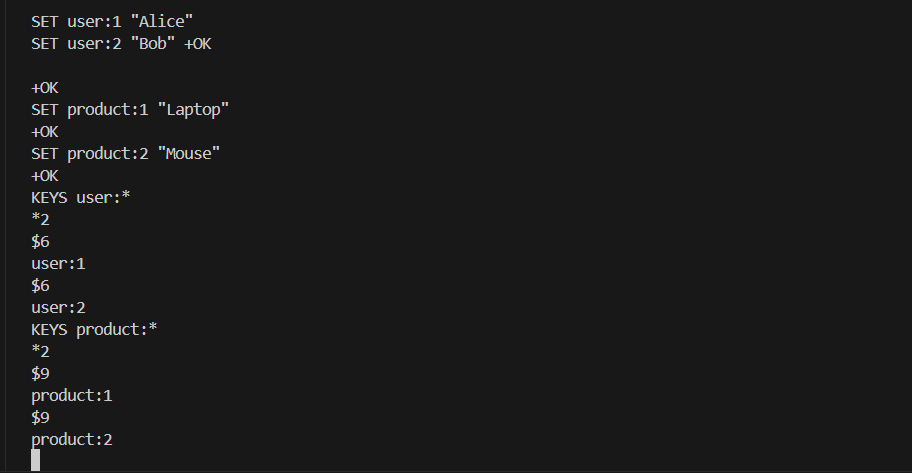 SET user:1 "Alice"
SET user:2 "Bob" +OK
+OK
SET product:1 "Laptop"
+OK
SET product:2 "Mouse"
+OK
KEYS user:*
*2
$6
user:1
$6
user:2
KEYS product:*
*2
$9
product:1
$9
product:2